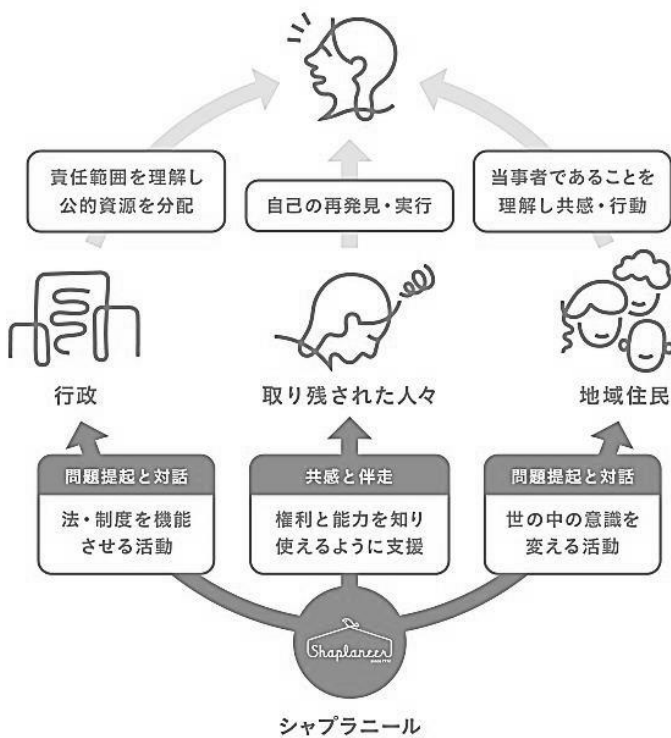 責任範囲を理解し
公的資源を分配
自己の再発見・実行
当事者であることを
理解し共感・行動
行政
取り残された人々
地域住民
問題提起と対話
法・制度を機能
させる活動
共感と伴走
権利と能力を知り
使えるように支援
問題提起と対話
世の中の意識を
変える活動
Shaplaneer
シャプラニール